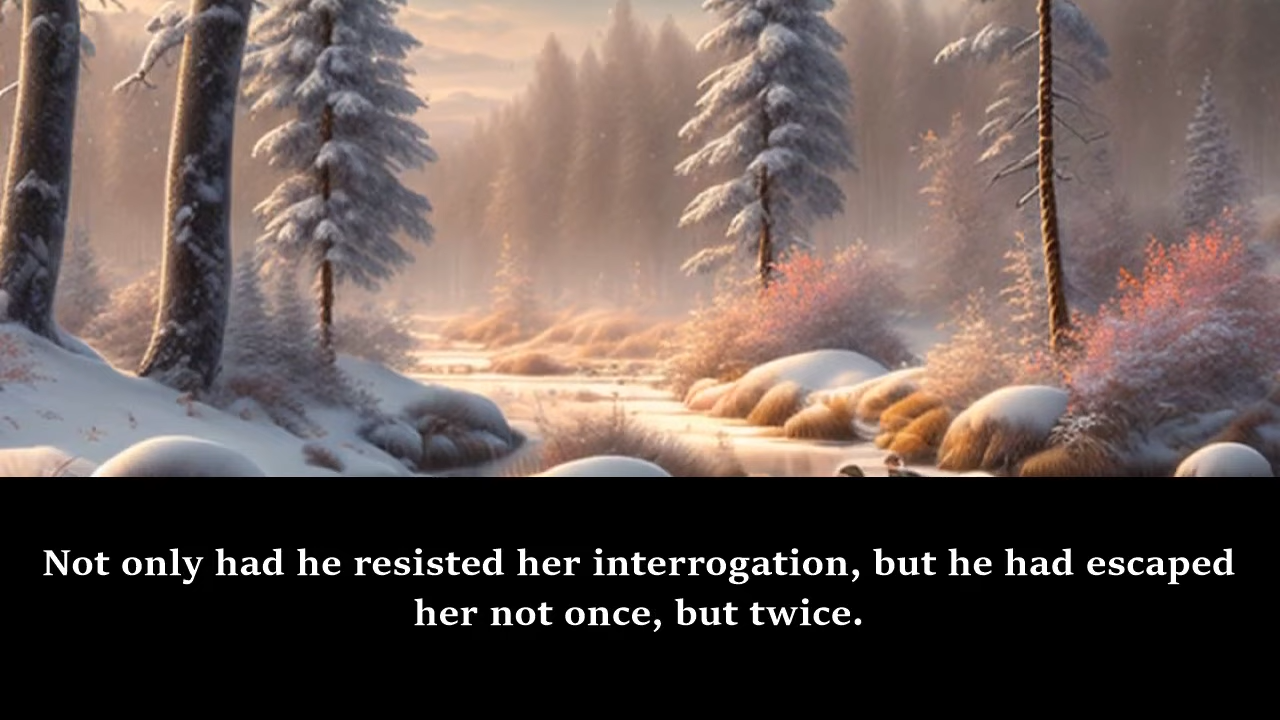 Not only had he resisted her interrogation, but he had escaped
her not once, but twice.